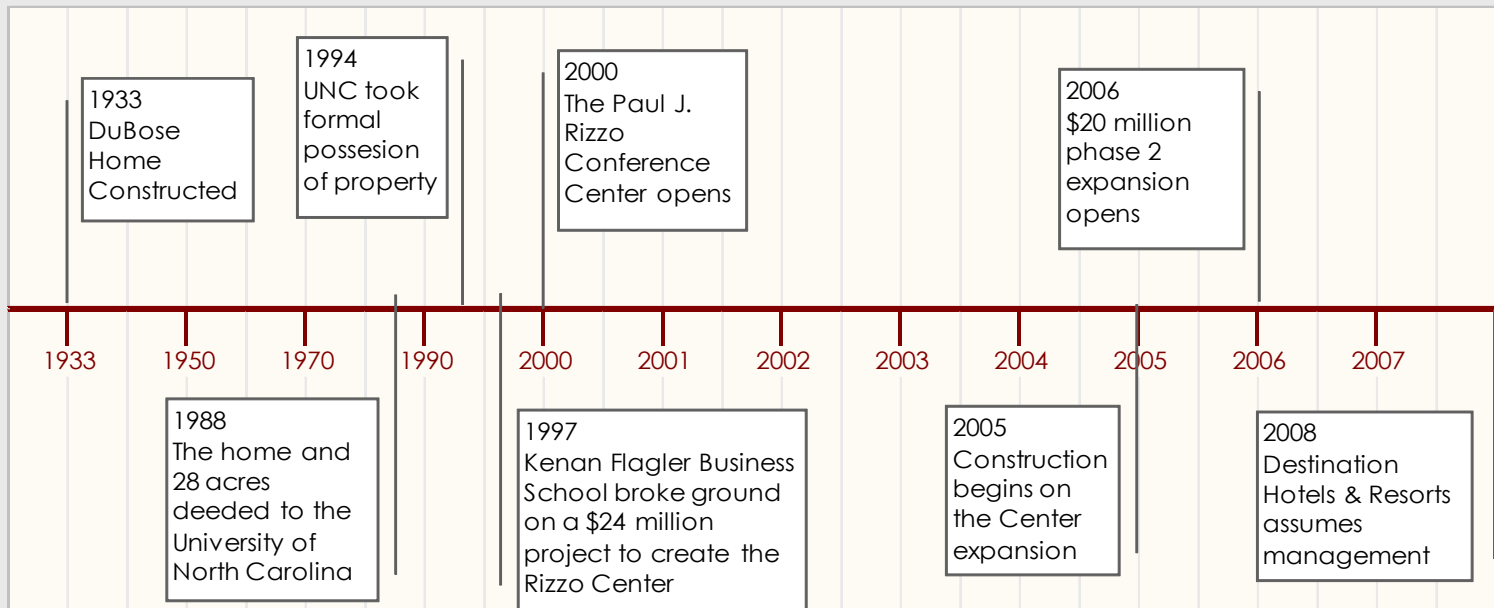 1933
DuBose
Home
Constructed
1994
UNC took
formal
possesion
of property
2000
The Paul J.
Rizzo
Conference
Center opens
2006
$20 million
phase 2
expansion
opens
1933
1950
1970
1990
2000
2001
2002
2003
2004
2005
2006
2007
1988
The home and
28 acres
deeded to the
University of
North Carolina
1997
Kenan Flagler Business
School broke ground
on a $24 million
project to create the
Rizzo Center
2005
Construction
begins on
the Center
expansion
2008
Destination
Hotels & Resorts
assumes
management